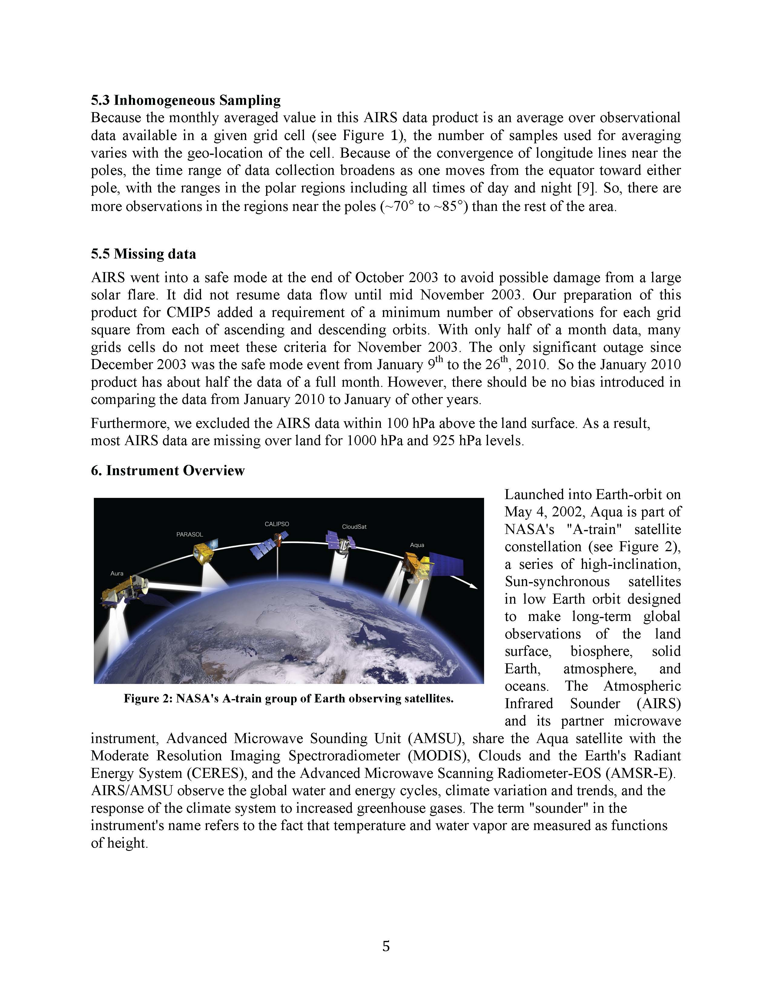 5.3 Inhomogeneous Sampling
Because the monthly averaged value in this AIRS data product is an average over observational
data available in a given grid cell (see Figure 1), the number of samples used for averaging
varies with the geo-location of the cell. Because of the convergence of longitude lines near the
poles, the time range of data collection broadens as one moves from the equator toward either
pole, with the ranges in the polar regions including all times of day and night [9]. So, there are
more observations in the regions near the poles (~70° to ~85°) than the rest of the area.
5.5 Missing data
AIRS went into a safe mode at the end of October 2003 to avoid possible damage from a large
solar flare. It did not resume data flow until mid November 2003. Our preparation of this
product for CMIP5 added a requirement of a minimum number of observations for each grid
square from each of ascending and descending orbits. With only half of a month data, many
grids cells do not meet these criteria for November 2003. The only significant outage since
December 2003 was the safe mode event from January 9th to the 26th, 2010. So the January 2010
product has about half the data of a full month. However, there should be no bias introduced in
comparing the data from January 2010 to January of other years.
Furthermore, we excluded the AIRS data within 100 hPa above the land surface. As a result,
most AIRS data are missing over land for 1000 hPa and 925 hPa levels.
6. Instrument Overview
Aura
PARASOL
CALIPSO
CloudSat
Aqua
Figure 2: NASA's A-train group of Earth observing satellites.
Launched into Earth-orbit on
May 4, 2002, Aqua is part of
NASA's "A-train" satellite
constellation (see Figure 2),
a series of high-inclination,
Sun-synchronous satellites
in low Earth orbit designed
to make long-term global
observations of the land
surface, biosphere, solid
Earth, atmosphere, and
oceans. The Atmospheric
Infrared Sounder (AIRS)
and its partner microwave
instrument, Advanced Microwave Sounding Unit (AMSU), share the Aqua satellite with the
Moderate Resolution Imaging Spectroradiometer (MODIS), Clouds and the Earth's Radiant
Energy System (CERES), and the Advanced Microwave Scanning Radiometer-EOS (AMSR-E).
AIRS/AMSU observe the global water and energy cycles, climate variation and trends, and the
response of the climate system to increased greenhouse gases. The term "sounder" in the
instrument's name refers to the fact that temperature and water vapor are measured as functions
of height.
5